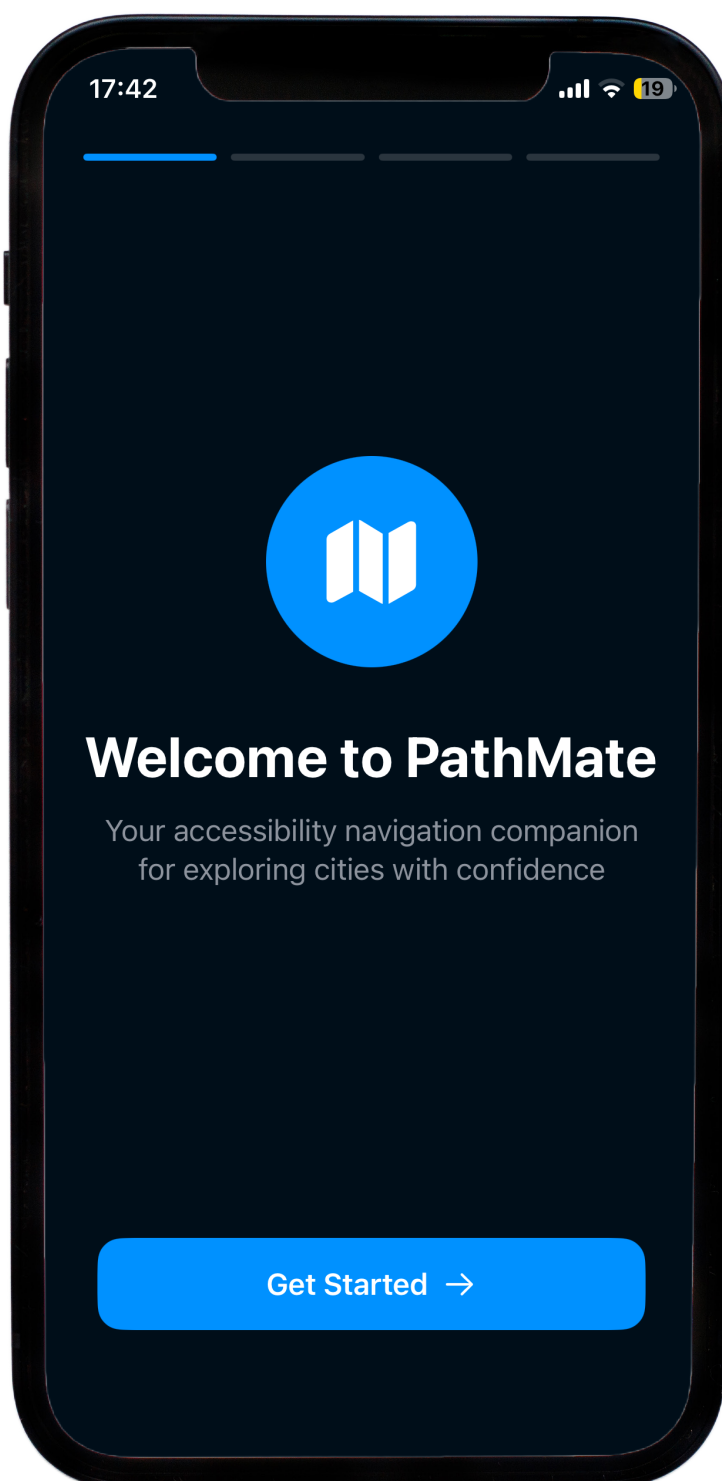 17:42
19
Welcome to PathMate
Your accessibility navigation companion
for exploring cities with confidence
Get Started →